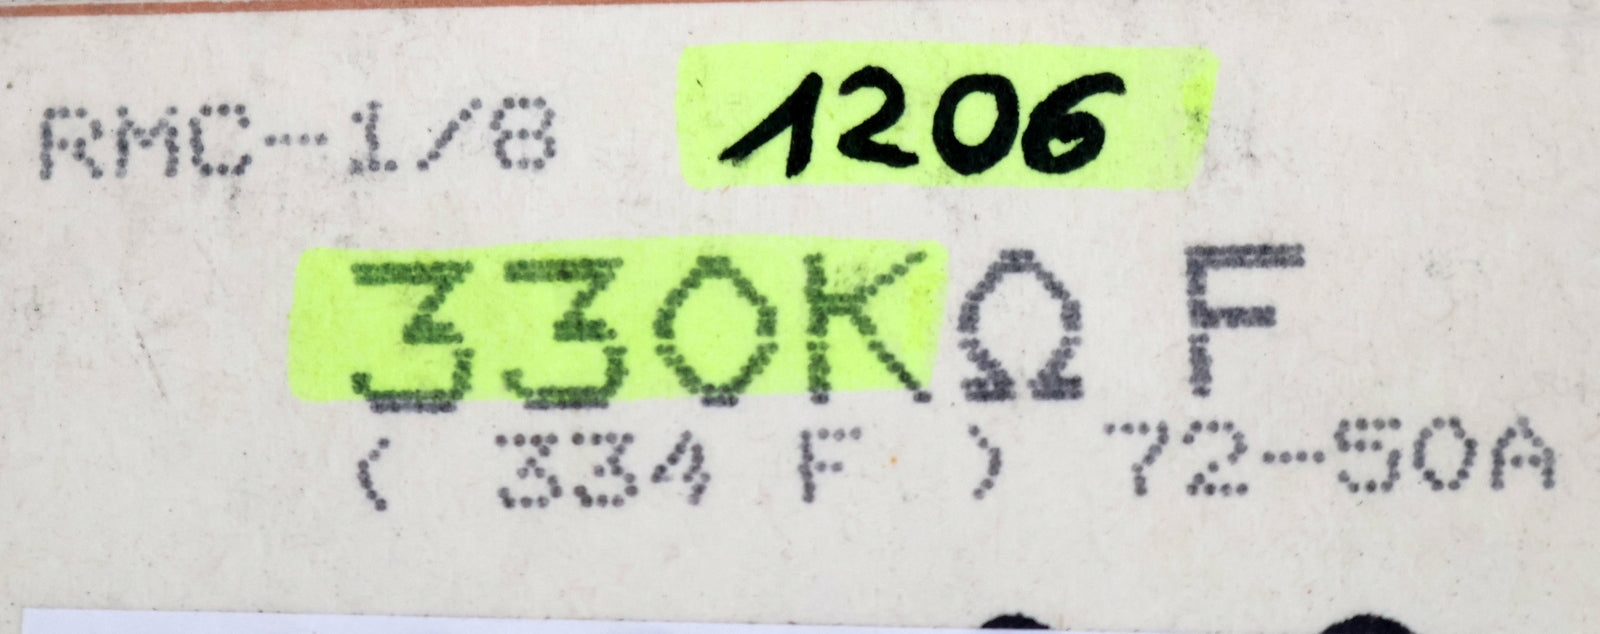 RMC-1/8 1206
330KΩ F
( 334 F ) 72-50A